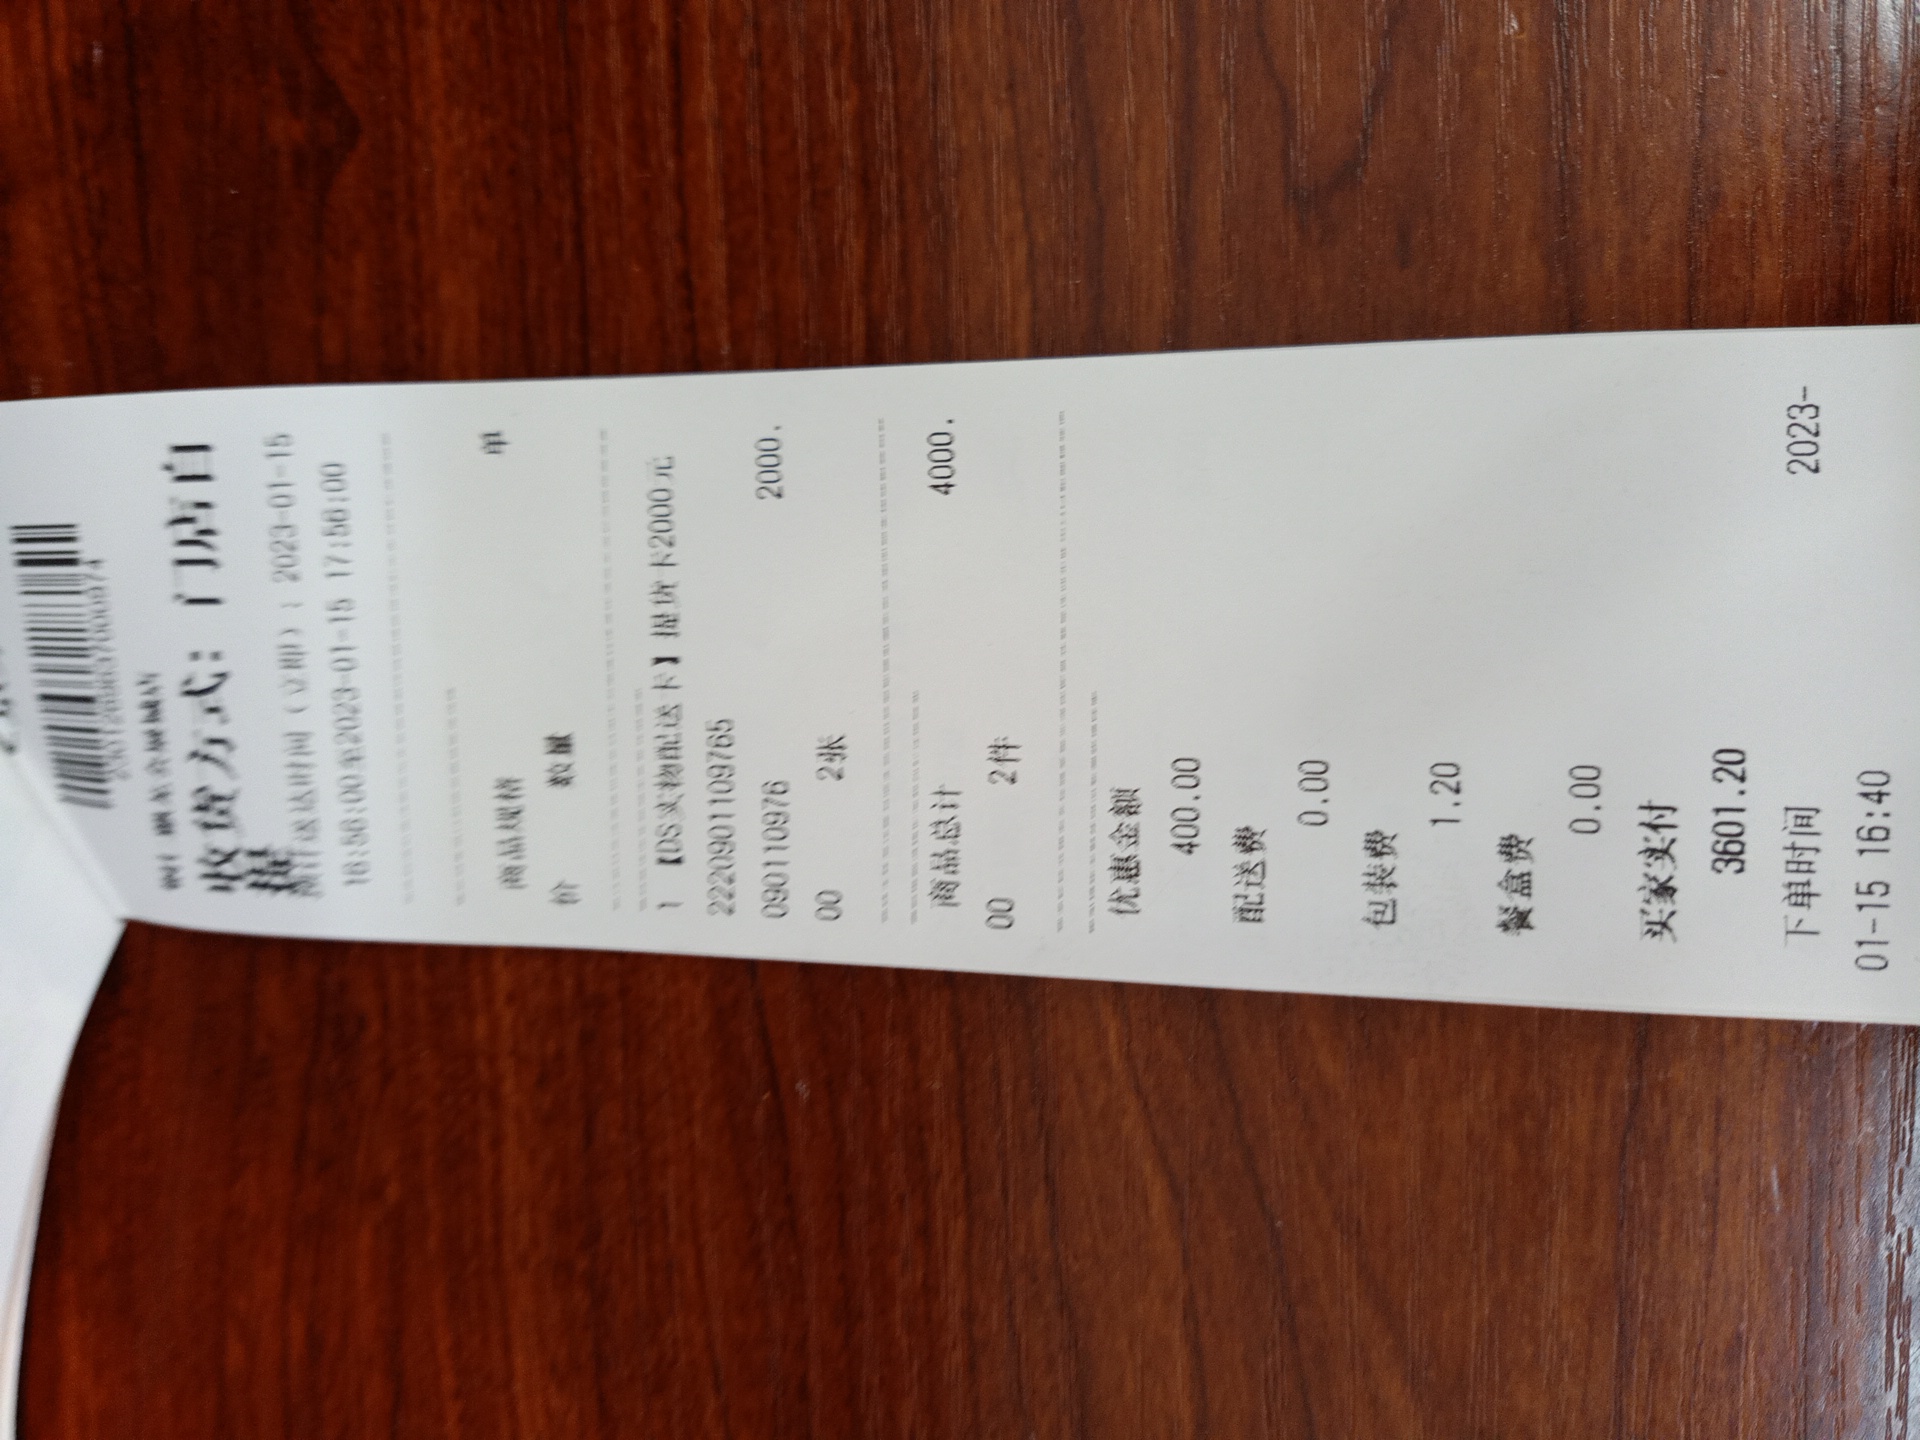 收货方式：门店自
提
期待送达时间（立即）：2023-01-15
16:56:00至2023-01-15 17:56:00
商品规格 单
价 数量
1 【DS实物配送卡】提货卡2000元
2220901109765
0901110976 2000.
00 2张
商品总计 4000.
00 2件
优惠金额
400.00
配送费
0.00
包装费
1.20
餐盒费
0.00
买家实付
3601.20
下单时间 2023-
01-15 16:40